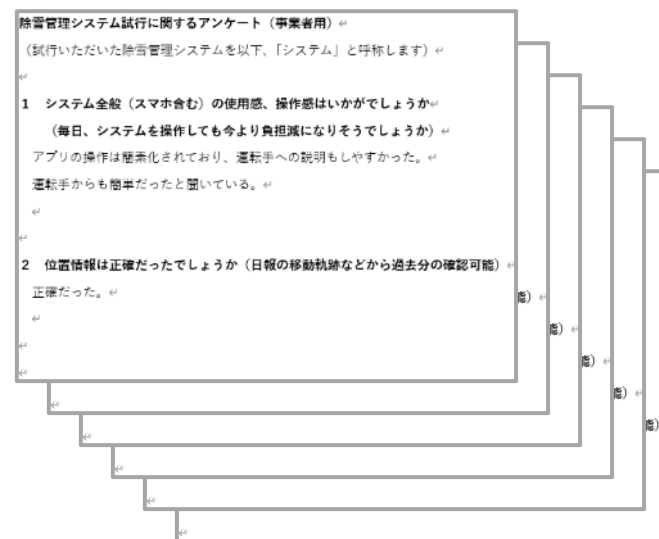 除雪管理システム試行に関するアンケート（事業者用）
（試行いただいた除雪管理システムを以下、「システム」と呼称します）
1　システム全般（スマホ含む）の使用感、操作感はいかがでしょうか
（毎日、システムを操作しても今より負担減になりそうでしょうか）
アプリの操作は簡素化されており、運転手への説明もしやすかった。
運転手からも簡単だったと聞いている。
2　位置情報は正確だったでしょうか（日報の移動軌跡などから過去分の確認可能）
正確だった。
能）
能）
能）
能）
能）